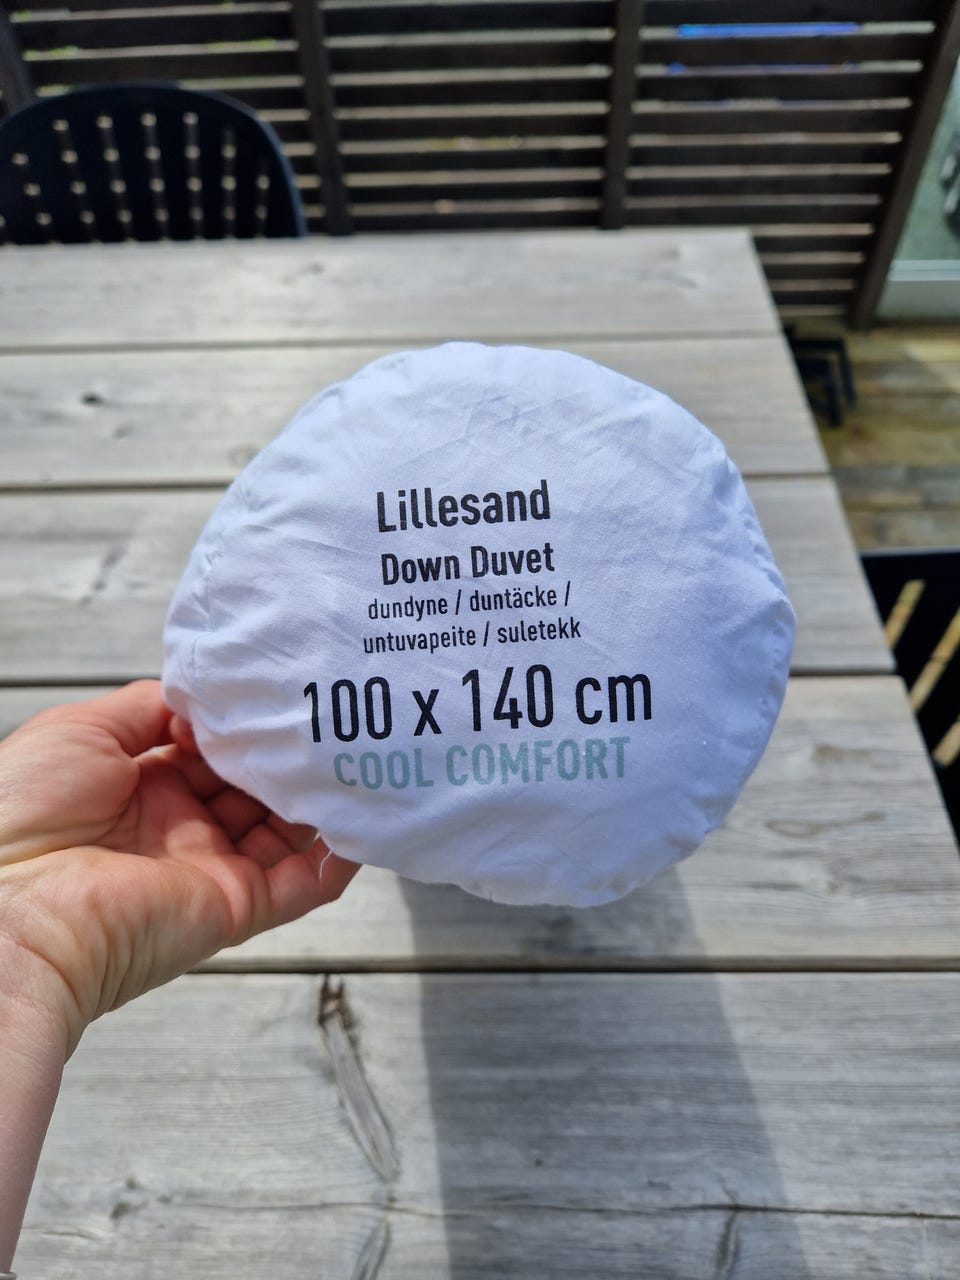 Lillesand
Down Duvet
dundyne / duntäcke /
untuvapeite / suletekk
100 x 140 cm
COOL COMFORT